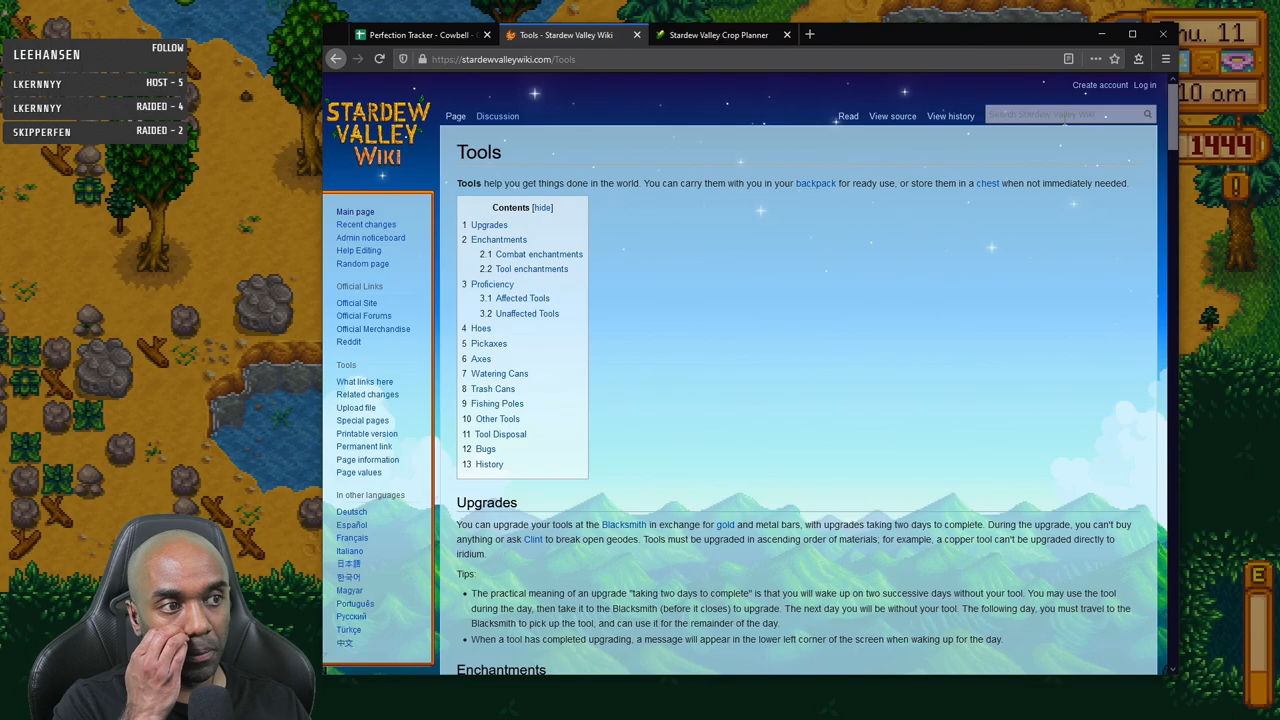 LEEHANSEN FOLLOW
LKERNNYY HOST - 5
LKERNNYY RAIDED - 4
SKIPPERFEN RAIDED - 2
Perfection Tracker - Cowbell -
Tools - Stardew Valley Wiki
Stardew Valley Crop Planner
https://stardewvalleywiki.com/Tools
u. 11
10 am
1444
E
Create account Log in
STARDEW
VALLEY
WIKI
Page Discussion Read View source View history Search Stardew Valley Wiki
Main page
Recent changes
Admin noticeboard
Help Editing
Random page
Official Links
Official Site
Official Forums
Official Merchandise
Reddit
Tools
What links here
Related changes
Upload file
Special pages
Printable version
Permanent link
Page information
Page values
In other languages
Deutsch
Español
Français
Italiano
日本語
한국어
Magyar
Português
Русский
Türkçe
中文
Tools
Tools help you get things done in the world. You can carry them with you in your backpack for ready use, or store them in a chest when not immediately needed.
Contents [hide]
1 Upgrades
2 Enchantments
2.1 Combat enchantments
2.2 Tool enchantments
3 Proficiency
3.1 Affected Tools
3.2 Unaffected Tools
4 Hoes
5 Pickaxes
6 Axes
7 Watering Cans
8 Trash Cans
9 Fishing Poles
10 Other Tools
11 Tool Disposal
12 Bugs
13 History
Upgrades
You can upgrade your tools at the Blacksmith in exchange for gold and metal bars, with upgrades taking two days to complete. During the upgrade, you can't buy
anything or ask Clint to break open geodes. Tools must be upgraded in ascending order of materials; for example, a copper tool can't be upgraded directly to
iridium.
Tips:
• The practical meaning of an upgrade "taking two days to complete" is that you will wake up on two successive days without your tool. You may use the tool
during the day, then take it to the Blacksmith (before it closes) to upgrade. The next day you will be without your tool. The following day, you must travel to the
Blacksmith to pick up the tool, and can use it for the remainder of the day.
• When a tool has completed upgrading, a message will appear in the lower left corner of the screen when waking up for the day.
Enchantments